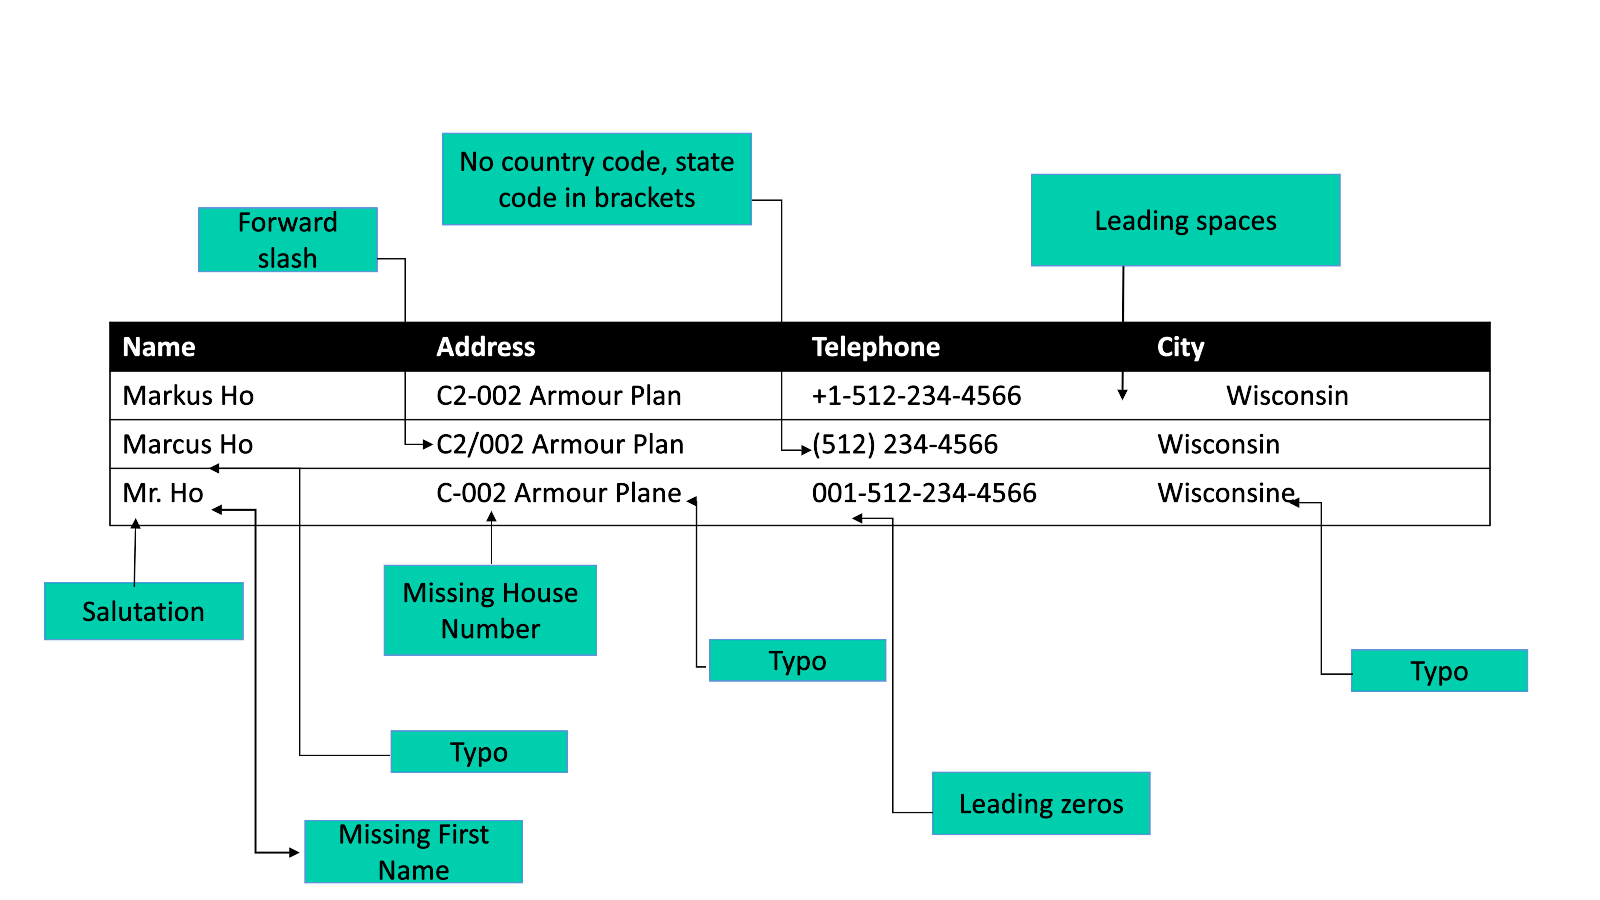 No country code, state
code in brackets
Leading spaces
Forward
slash
Name Address Telephone City
Markus Ho C2-002 Armour Plan +1-512-234-4566 Wisconsin
Marcus Ho C2/002 Armour Plan (512) 234-4566 Wisconsin
Mr. Ho C-002 Armour Plane 001-512-234-4566 Wisconsine
Salutation
Missing House
Number
Typo
Typo
Typo
Leading zeros
Missing First
Name